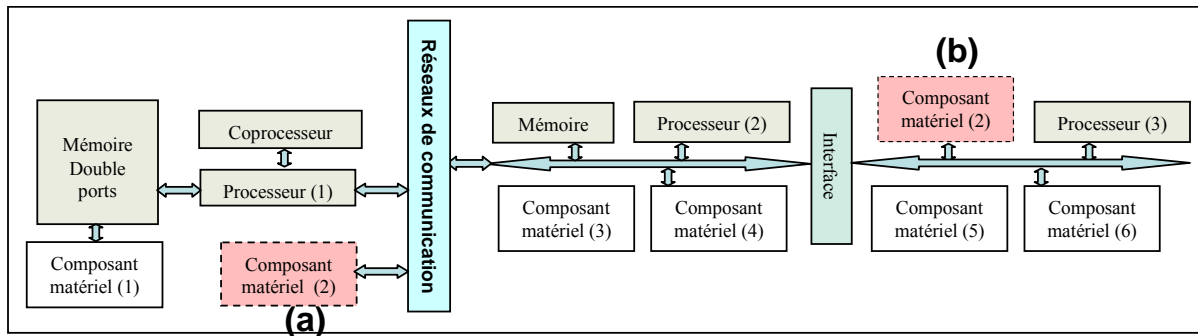 Mémoire
Double
ports
Composant
matériel (1)
Coprocesseur
Processeur (1)
Composant
matériel (2)
(a)
Réseaux de communication
Mémoire
Processeur (2)
Composant
matériel (3)
Composant
matériel (4)
Interface
(b)
Composant
matériel (2)
Processeur (3)
Composant
matériel (5)
Composant
matériel (6)